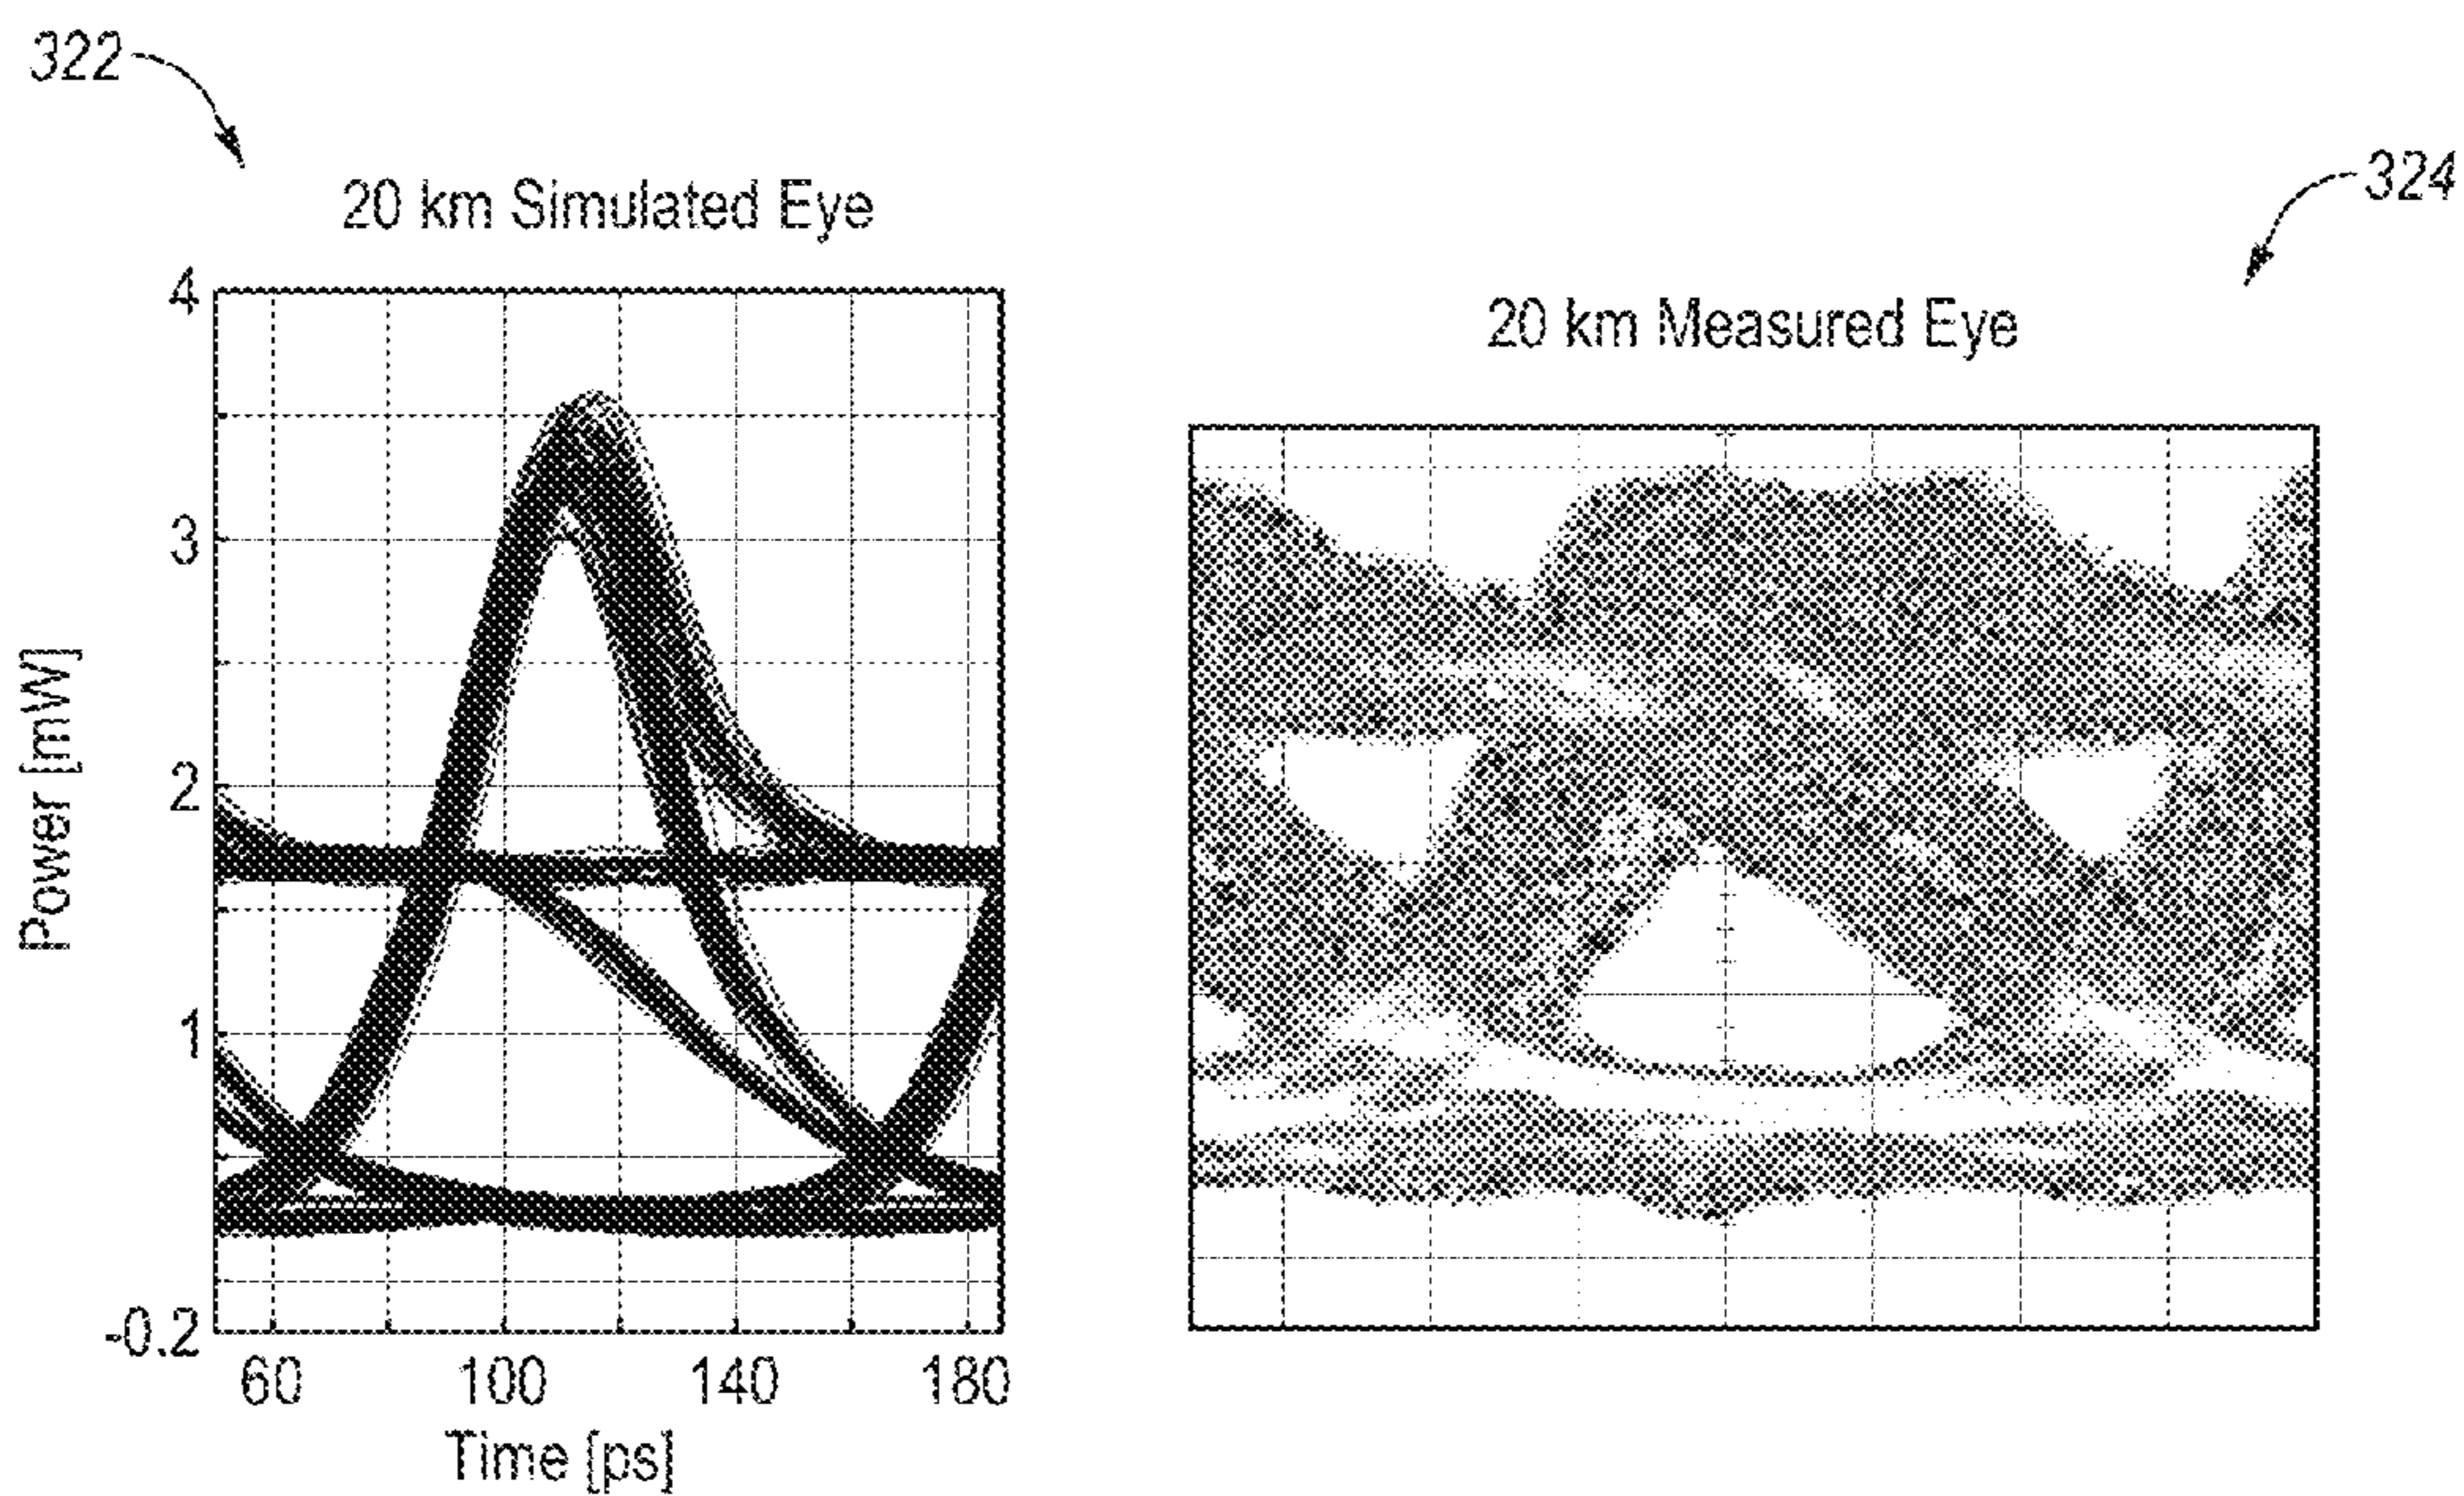 322
20 km Simulated Eye
4
3
2
1
-0.2
Power [mW]
60 100 140 180
Time [ps]
324
20 km Measured Eye